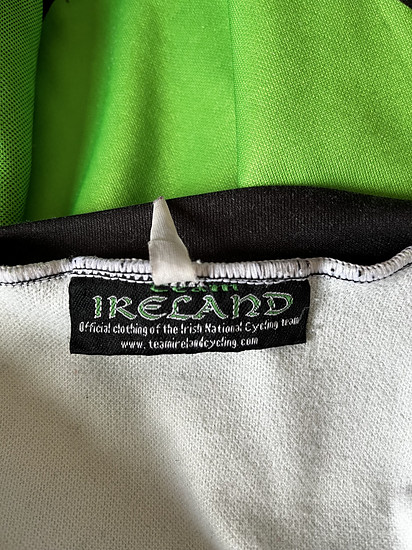 IRELAND
Official clothing of the Irish National Cycling team
www.teamirelandcycling.com